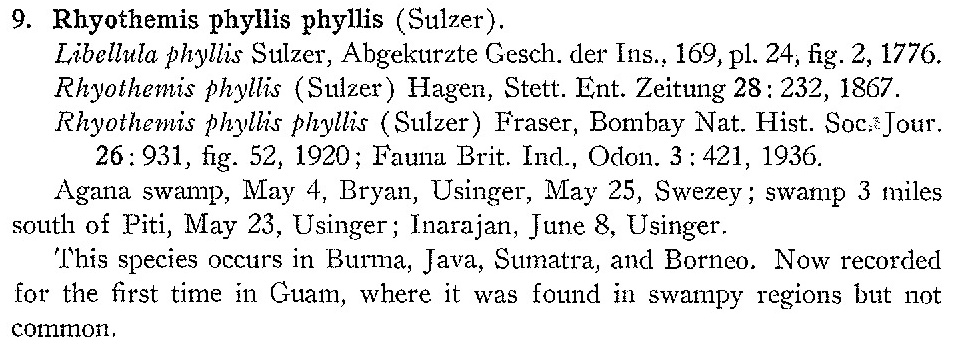 9. Rhyothemis phyllis phyllis (Sulzer).
Libellula phyllis Sulzer, Abgekurzte Gesch. der Ins., 169, pl. 24, fig. 2, 1776.
Rhyothemis phyllis (Sulzer) Hagen, Stett. Ent. Zeitung 28: 232, 1867.
Rhyothemis phyllis phyllis (Sulzer) Fraser, Bombay Nat. Hist. Soc. Jour.
26: 931, fig. 52, 1920; Fauna Brit. Ind., Odon. 3: 421, 1936.
Agana swamp, May 4, Bryan, Usinger, May 25, Swezey; swamp 3 miles
south of Piti, May 23, Usinger; Inarajan, June 8, Usinger.
This species occurs in Burma, Java, Sumatra, and Borneo. Now recorded
for the first time in Guam, where it was found in swampy regions but not
common.